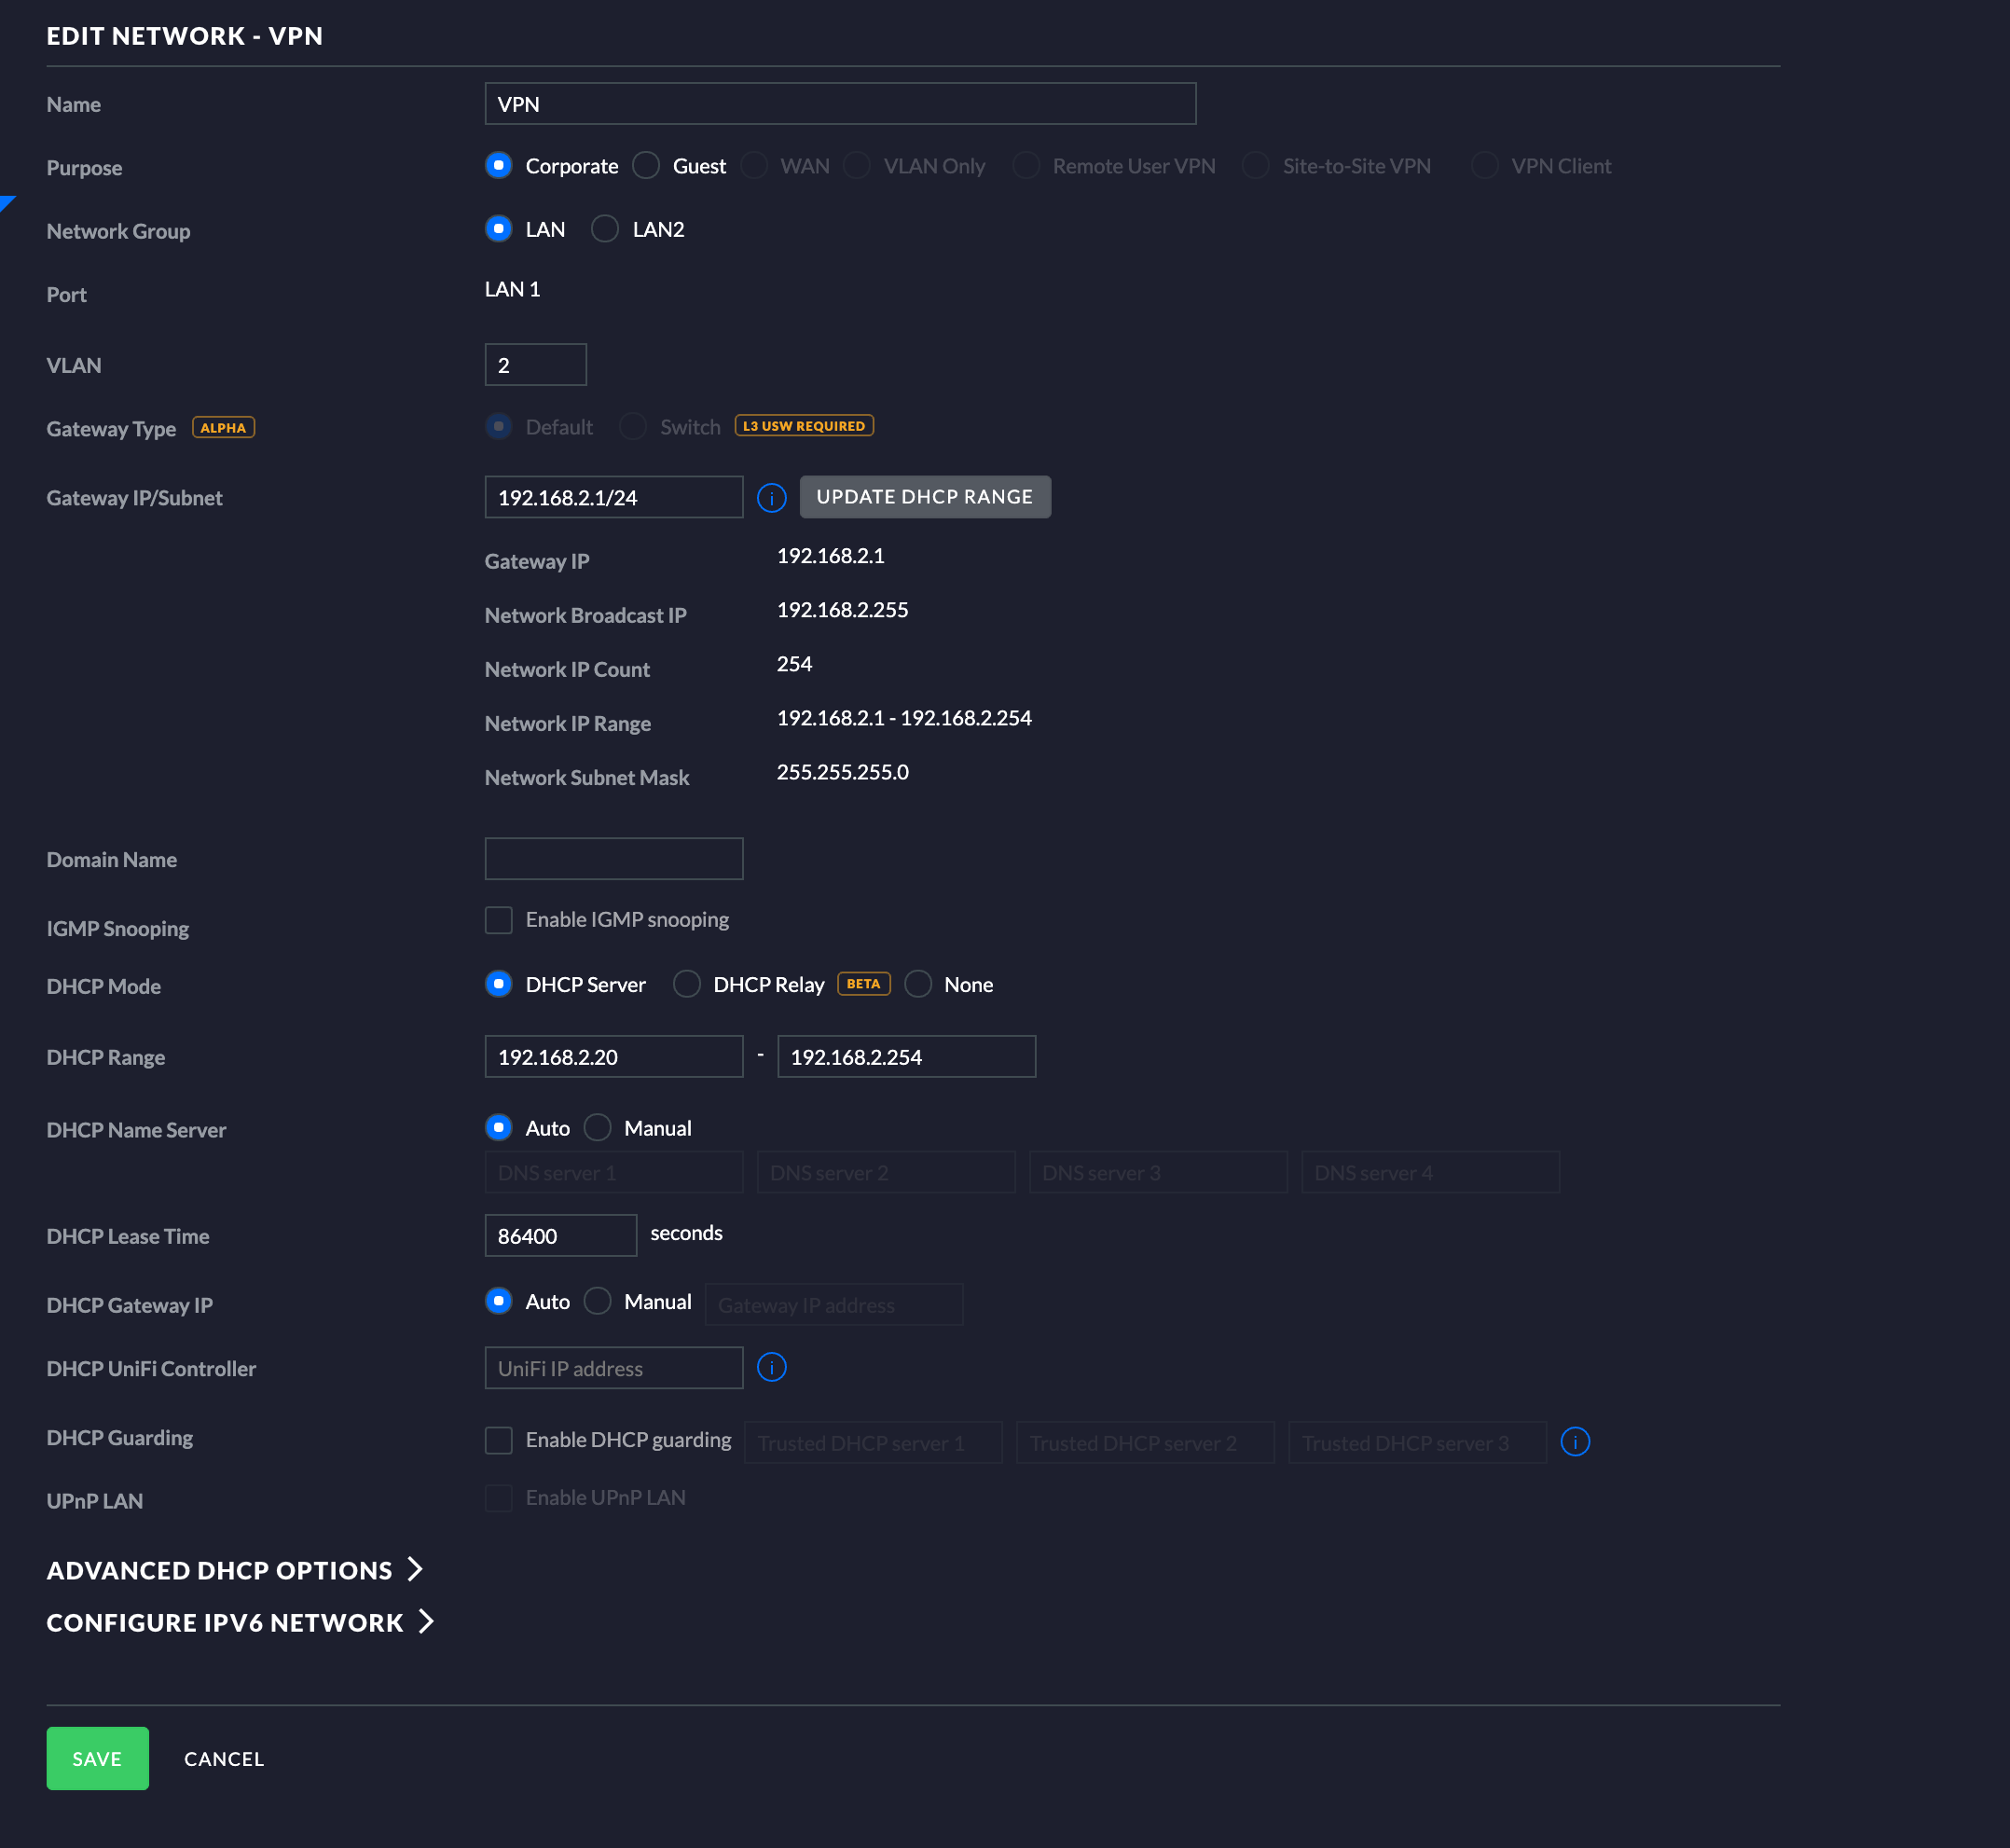 EDIT NETWORK - VPN
Name VPN
Purpose Corporate Guest WAN VLAN Only Remote User VPN Site-to-Site VPN VPN Client
Network Group LAN LAN2
Port LAN 1
VLAN 2
Gateway Type ALPHA Default Switch L3 USW REQUIRED
Gateway IP/Subnet 192.168.2.1/24 i UPDATE DHCP RANGE
Gateway IP 192.168.2.1
Network Broadcast IP 192.168.2.255
Network IP Count 254
Network IP Range 192.168.2.1 - 192.168.2.254
Network Subnet Mask 255.255.255.0
Domain Name
IGMP Snooping Enable IGMP snooping
DHCP Mode DHCP Server DHCP Relay BETA None
DHCP Range 192.168.2.20 - 192.168.2.254
DHCP Name Server Auto Manual
DNS server 1 DNS server 2 DNS server 3 DNS server 4
DHCP Lease Time 86400 seconds
DHCP Gateway IP Auto Manual Gateway IP address
DHCP UniFi Controller UniFi IP address i
DHCP Guarding Enable DHCP guarding Trusted DHCP server 1 Trusted DHCP server 2 Trusted DHCP server 3 i
UPnP LAN Enable UPnP LAN
ADVANCED DHCP OPTIONS
CONFIGURE IPV6 NETWORK
SAVE CANCEL